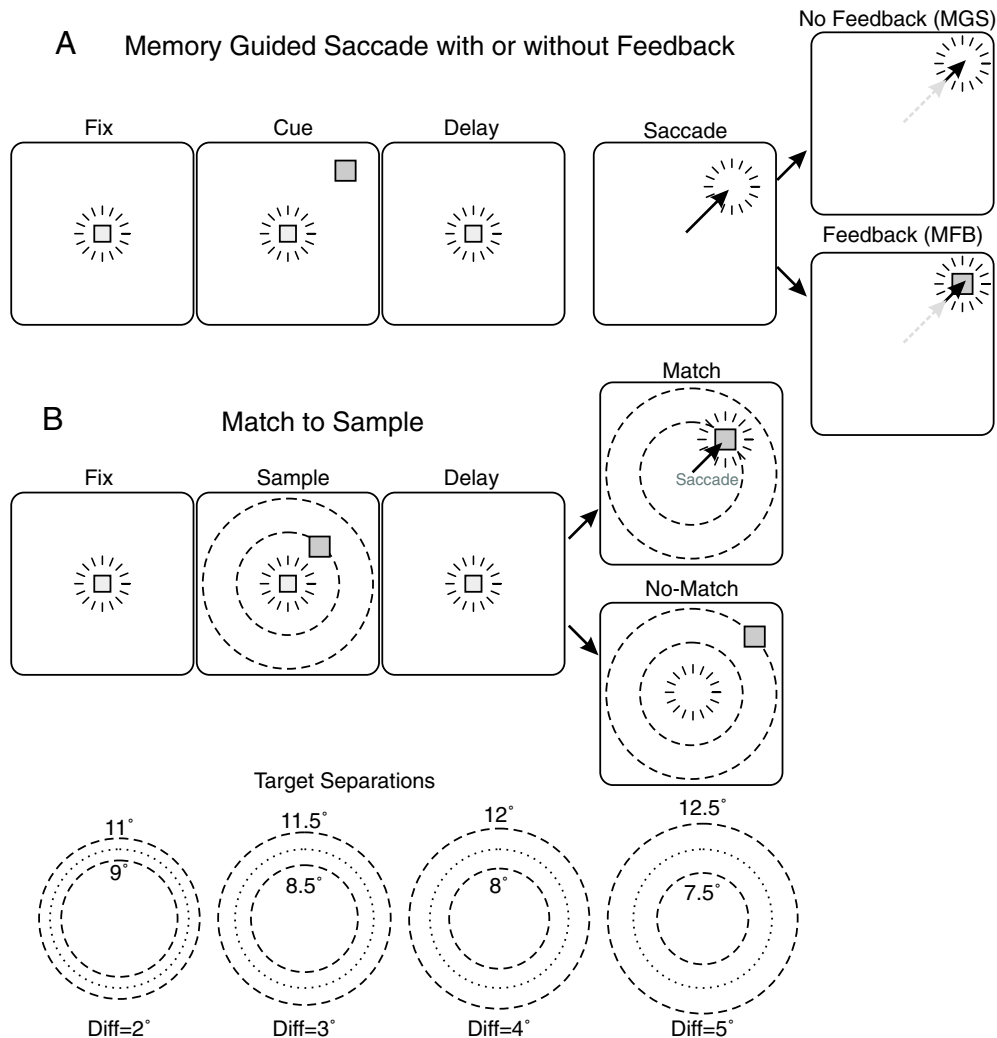 A
Memory Guided Saccade with or without Feedback
No Feedback (MGS)
Fix
Cue
Delay
Saccade
Feedback (MFB)
B
Match to Sample
Match
Fix
Sample
Delay
Saccade
No-Match
Target Separations
11°
11.5°
12°
12.5°
9°
8.5°
8°
7.5°
Diff=2°
Diff=3°
Diff=4°
Diff=5°